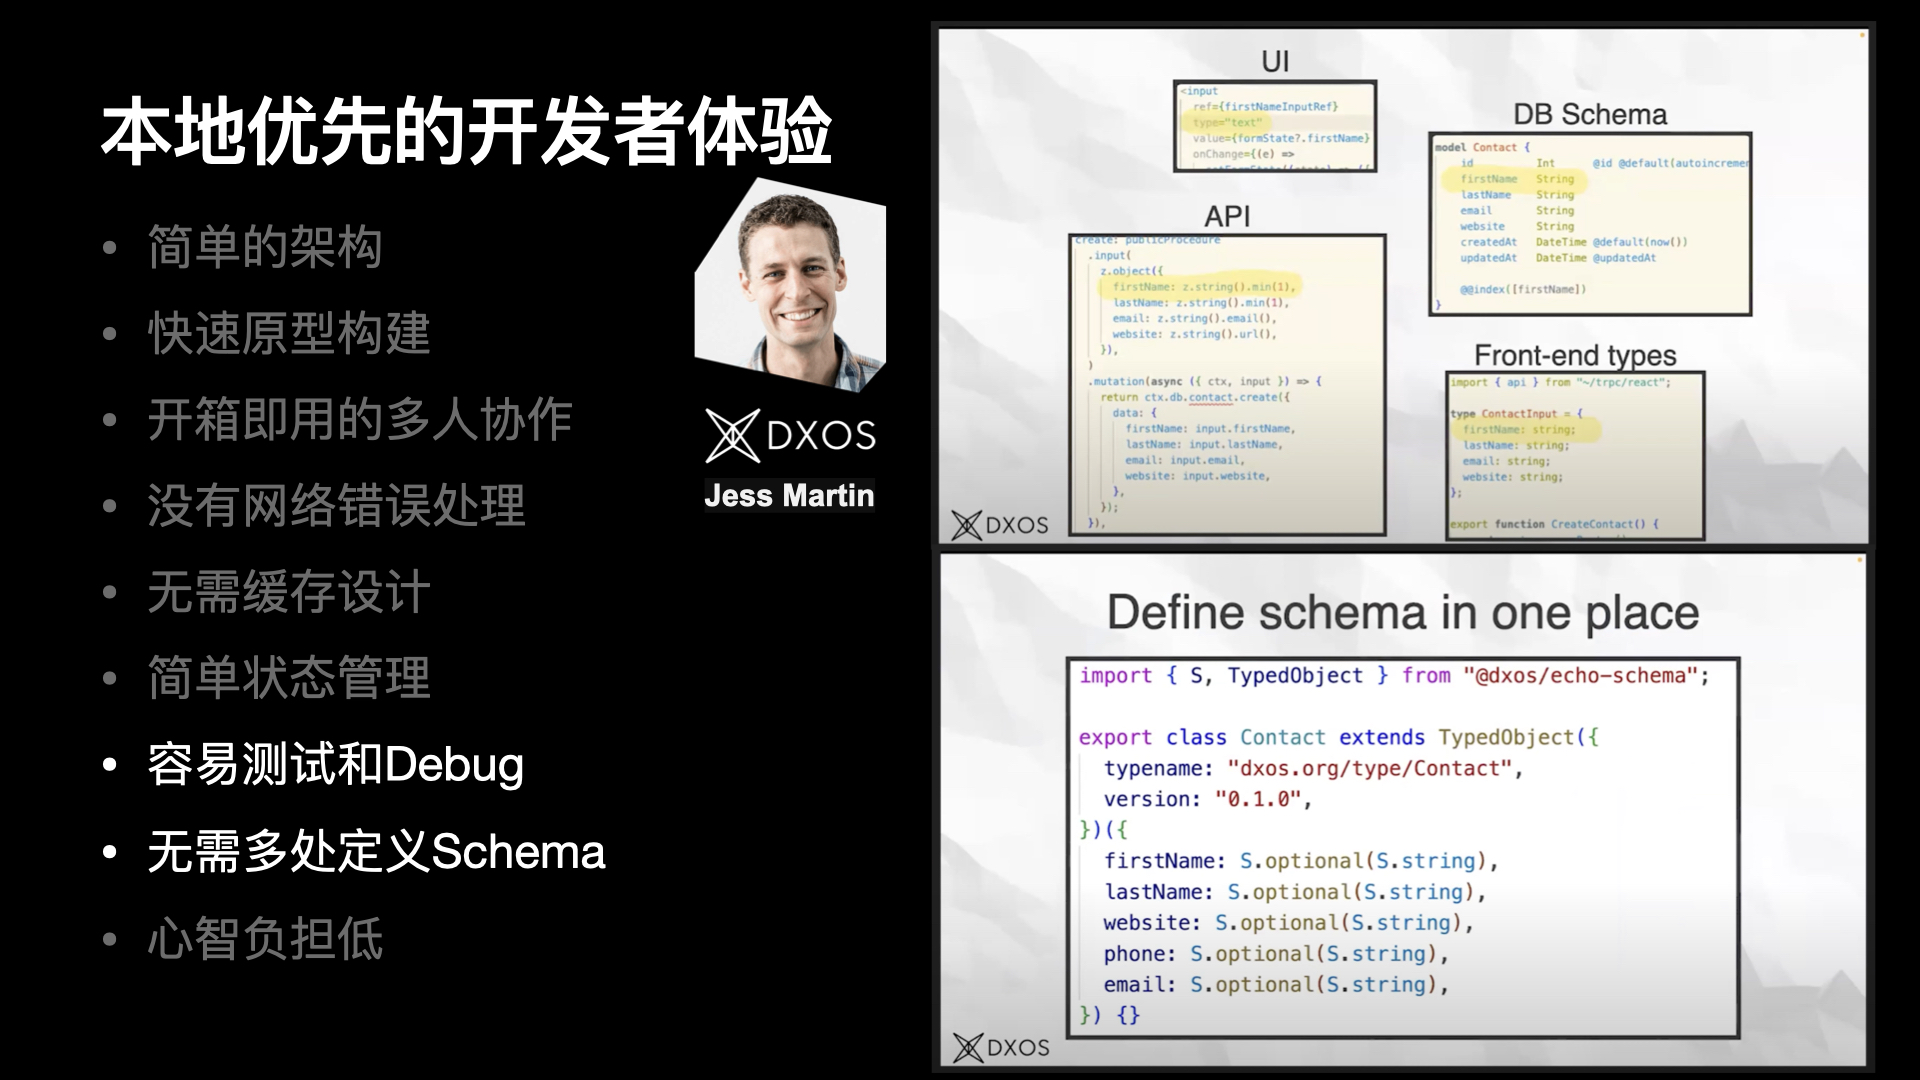 本地优先的开发者体验
• 简单的架构
• 快速原型构建
• 开箱即用的多人协作
• 没有网络错误处理
• 无需缓存设计
• 简单状态管理
• 容易测试和Debug
• 无需多处定义Schema
• 心智负担低
DXOS
Jess Martin
UI
<input
ref={firstNameInputRef}
type="text"
value={formState?.firstName}
onChange={(e) =>
API
create: publicProcedure
.input(
z.object({
firstName: z.string().min(1),
lastName: z.string().min(1),
email: z.string().email(),
website: z.string().url(),
}),
)
.mutation(async ({ ctx, input }) => {
return ctx.db.contact.create({
data: {
firstName: input.firstName,
lastName: input.lastName,
email: input.email,
website: input.website,
},
});
}),
DB Schema
model Contact {
id Int @id @default(autoincremen
firstName String
lastName String
email String
website String
createdAt DateTime @default(now())
updatedAt DateTime @updatedAt
@@index([firstName])
}
Front-end types
import { api } from "~/trpc/react";
type ContactInput = {
firstName: string;
lastName: string;
email: string;
website: string;
};
export function CreateContact() {
DXOS
Define schema in one place
import { S, TypedObject } from "@dxos/echo-schema";
export class Contact extends TypedObject({
typename: "dxos.org/type/Contact",
version: "0.1.0",
})({
firstName: S.optional(S.string),
lastName: S.optional(S.string),
website: S.optional(S.string),
phone: S.optional(S.string),
email: S.optional(S.string),
}) {}
DXOS